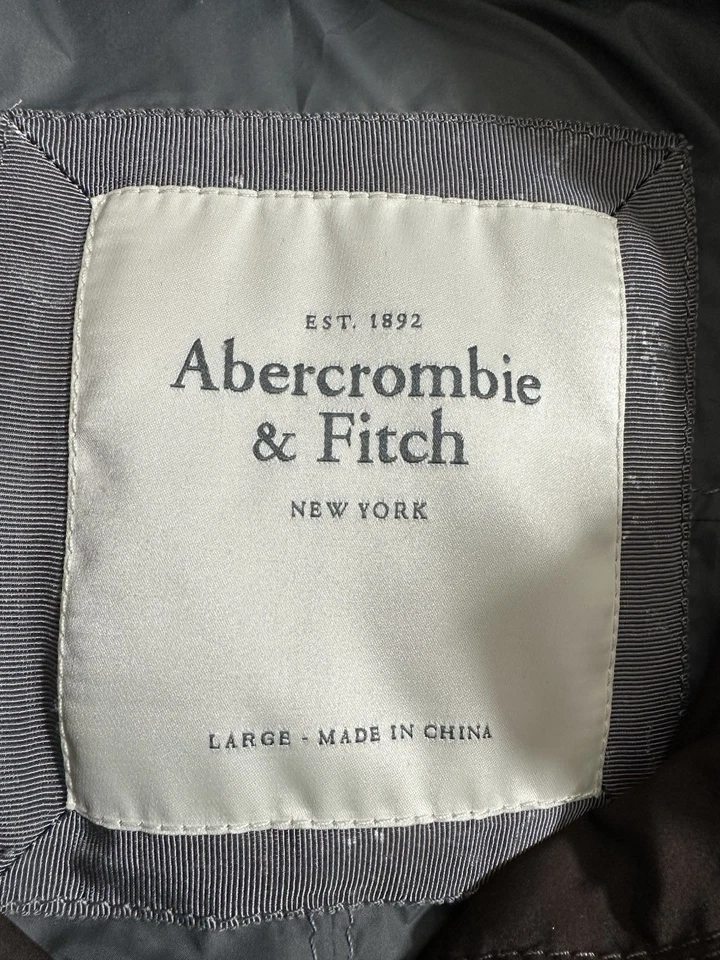 EST. 1892
Abercrombie
& Fitch
NEW YORK
LARGE - MADE IN CHINA